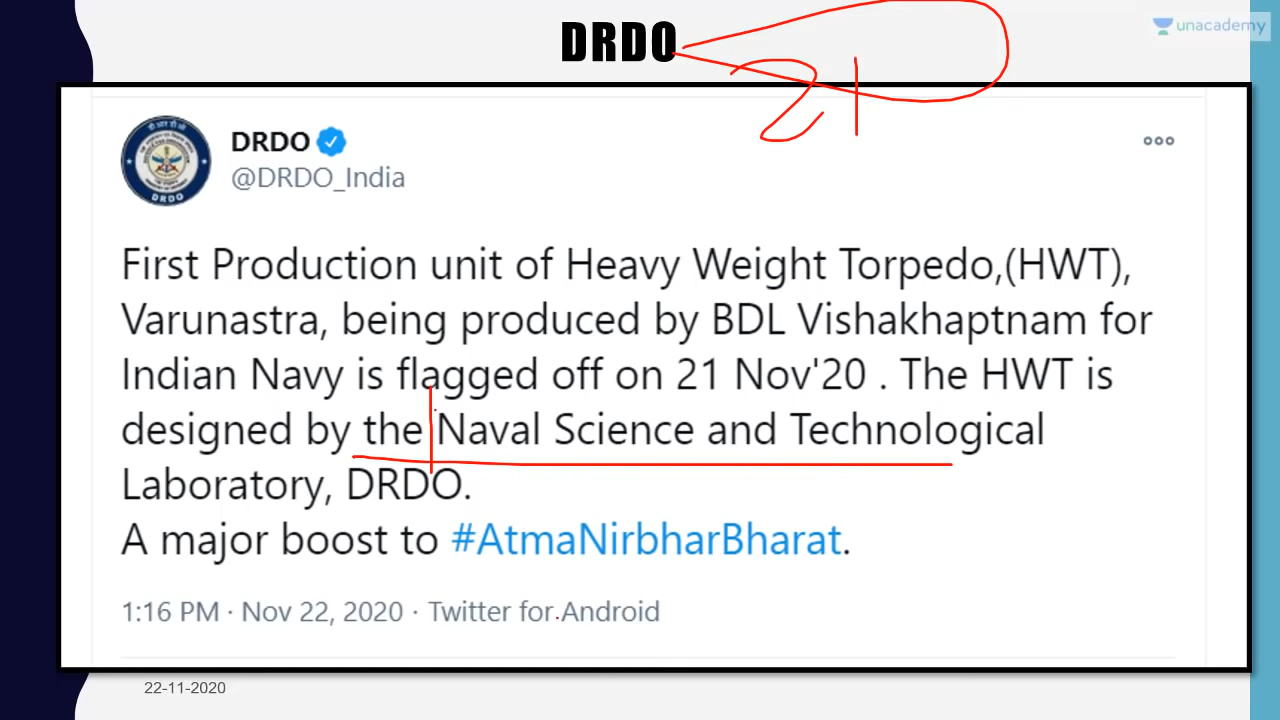 DRDO
unacademy
21
DRDO
@DRDO_India
DRDO
First Production unit of Heavy Weight Torpedo,(HWT),
Varunastra, being produced by BDL Vishakhaptnam for
Indian Navy is flagged off on 21 Nov'20 . The HWT is
designed by the Naval Science and Technological
Laboratory, DRDO.
A major boost to #AtmaNirbharBharat.
1:16 PM · Nov 22, 2020 · Twitter for Android
22-11-2020